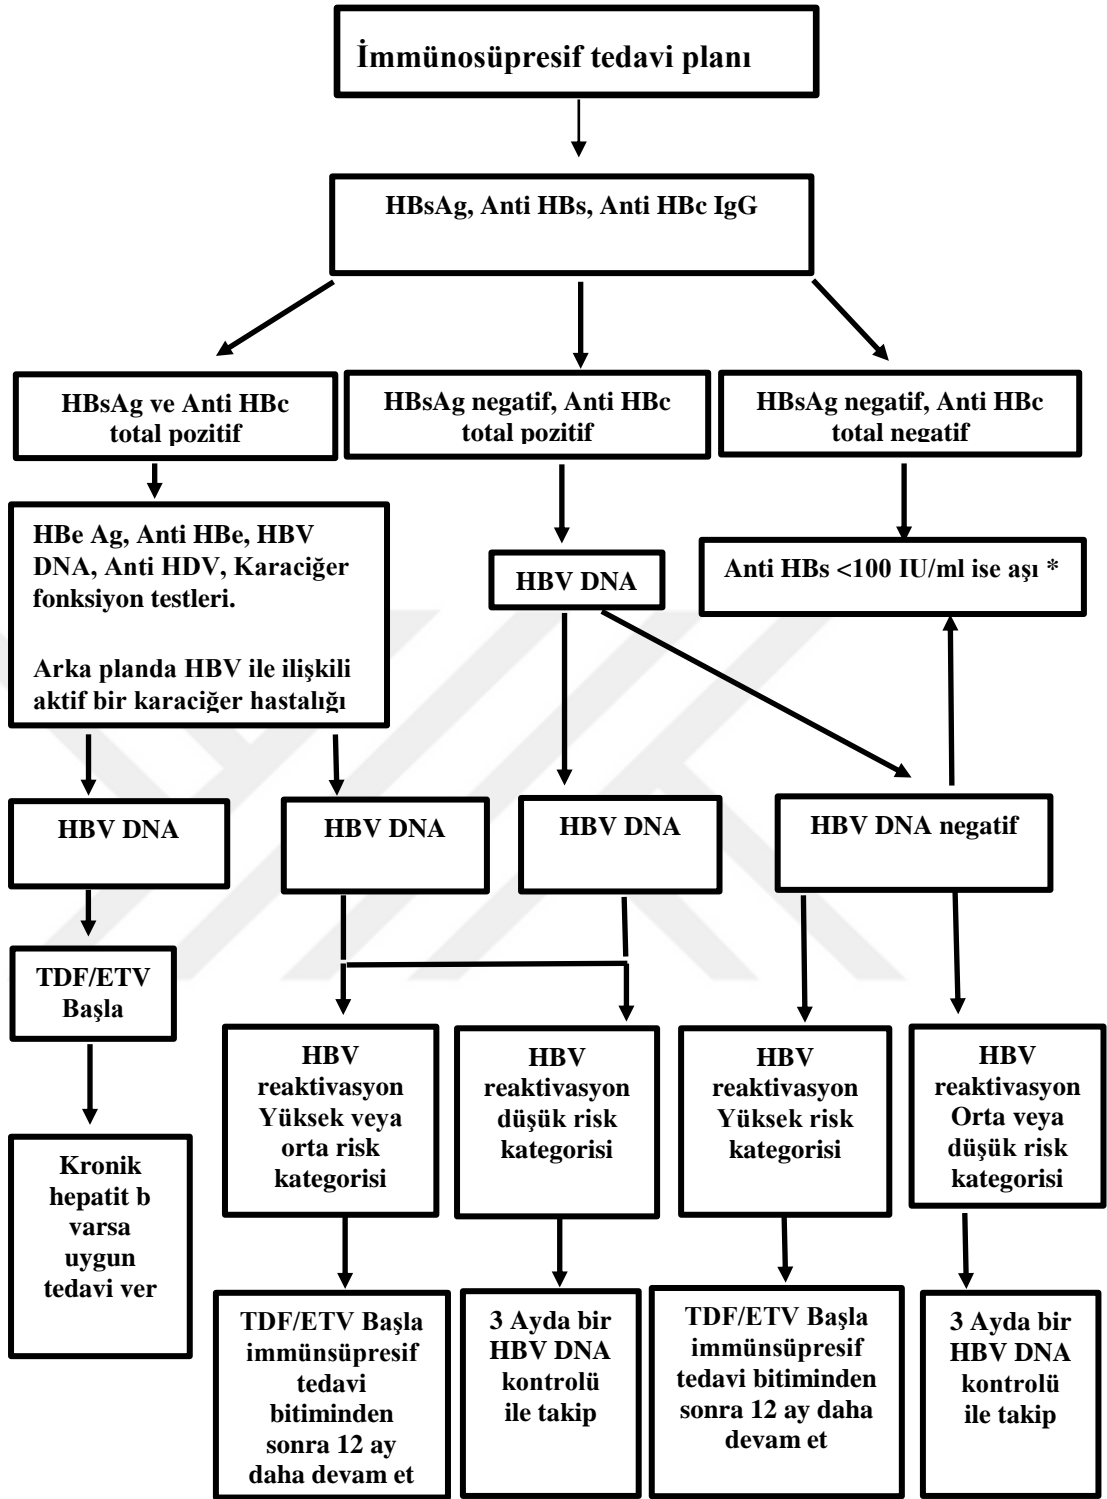 İmmünosüpresif tedavi planı
HBsAg, Anti HBs, Anti HBc IgG
HBsAg ve Anti HBc
total pozitif
HBsAg negatif, Anti HBc
total pozitif
HBsAg negatif, Anti HBc
total negatif
HBe Ag, Anti HBe, HBV
DNA, Anti HDV, Karaciğer
fonksiyon testleri.
Arka planda HBV ile ilişkili
aktif bir karaciğer hastalığı
HBV DNA
Anti HBs <100 IU/ml ise aşı *
HBV DNA
HBV DNA
HBV DNA
HBV DNA negatif
TDF/ETV
Başla
Kronik
hepatit b
varsa
uygun
tedavi ver
HBV
reaktivasyon
Yüksek veya
orta risk
kategorisi
HBV
reaktivasyon
düşük risk
kategorisi
HBV
reaktivasyon
Yüksek risk
kategorisi
HBV
reaktivasyon
Orta veya
düşük risk
kategorisi
TDF/ETV Başla
immünsüpresif
tedavi
bitiminden
sonra 12 ay
daha devam et
3 Ayda bir
HBV DNA
kontrolü
ile takip
TDF/ETV Başla
immünsüpresif
tedavi bitiminden
sonra 12 ay daha
devam et
3 Ayda bir
HBV DNA
kontrolü
ile takip